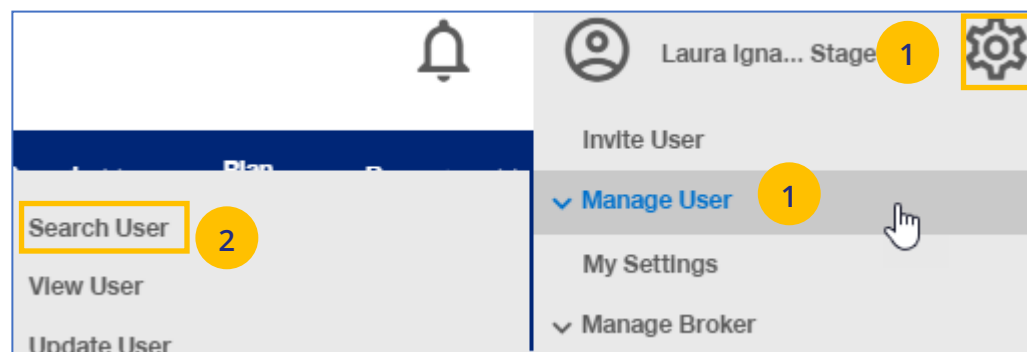 Laura Igna... Stage
1
Invite User
Plan
Manage User
1
Search User
2
My Settings
View User
Manage Broker
Update User